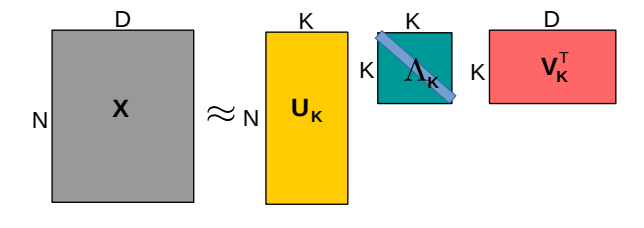 D K K D
N X ≈ N U_K K Λ_K K V_K^T